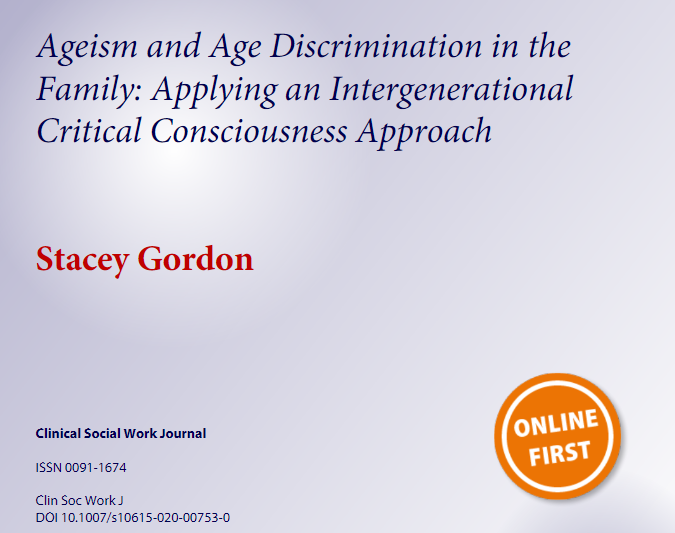 Ageism and Age Discrimination in the
Family: Applying an Intergenerational
Critical Consciousness Approach
Stacey Gordon
Clinical Social Work Journal
ISSN 0091-1674
Clin Soc Work J
DOI 10.1007/s10615-020-00753-0
ONLINE
FIRST